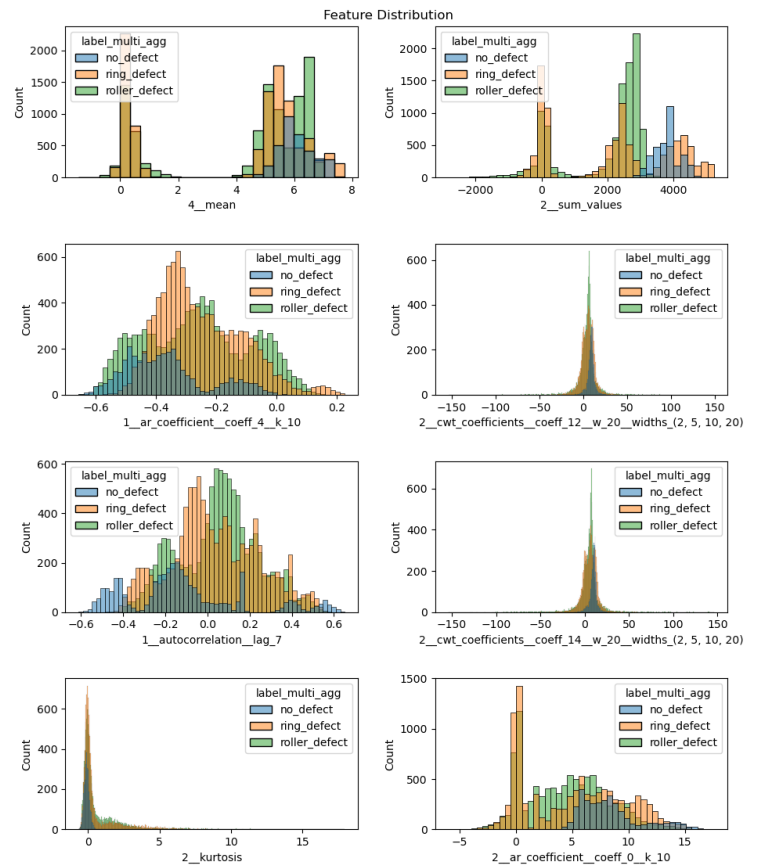 Feature Distribution
label_multi_agg
no_defect
ring_defect
roller_defect
Count
0
500
1000
1500
2000
0
2
4
6
8
4__mean
label_multi_agg
no_defect
ring_defect
roller_defect
Count
0
500
1000
1500
2000
−2000
0
2000
4000
2__sum_values
label_multi_agg
no_defect
ring_defect
roller_defect
Count
0
200
400
600
−0.6
−0.4
−0.2
0.0
0.2
1__ar_coefficient__coeff_4__k_10
label_multi_agg
no_defect
ring_defect
roller_defect
Count
0
200
400
600
−150
−100
−50
0
50
100
150
2__cwt_coefficients__coeff_12__w_20__widths_(2, 5, 10, 20)
label_multi_agg
no_defect
ring_defect
roller_defect
Count
0
200
400
600
−0.6
−0.4
−0.2
0.0
0.2
0.4
0.6
1__autocorrelation__lag_7
label_multi_agg
no_defect
ring_defect
roller_defect
Count
0
200
400
600
−150
−100
−50
0
50
100
150
2__cwt_coefficients__coeff_14__w_20__widths_(2, 5, 10, 20)
label_multi_agg
no_defect
ring_defect
roller_defect
Count
0
200
400
600
0
5
10
15
2__kurtosis
label_multi_agg
no_defect
ring_defect
roller_defect
Count
0
500
1000
1500
−5
0
5
10
15
2__ar_coefficient__coeff_0__k_10